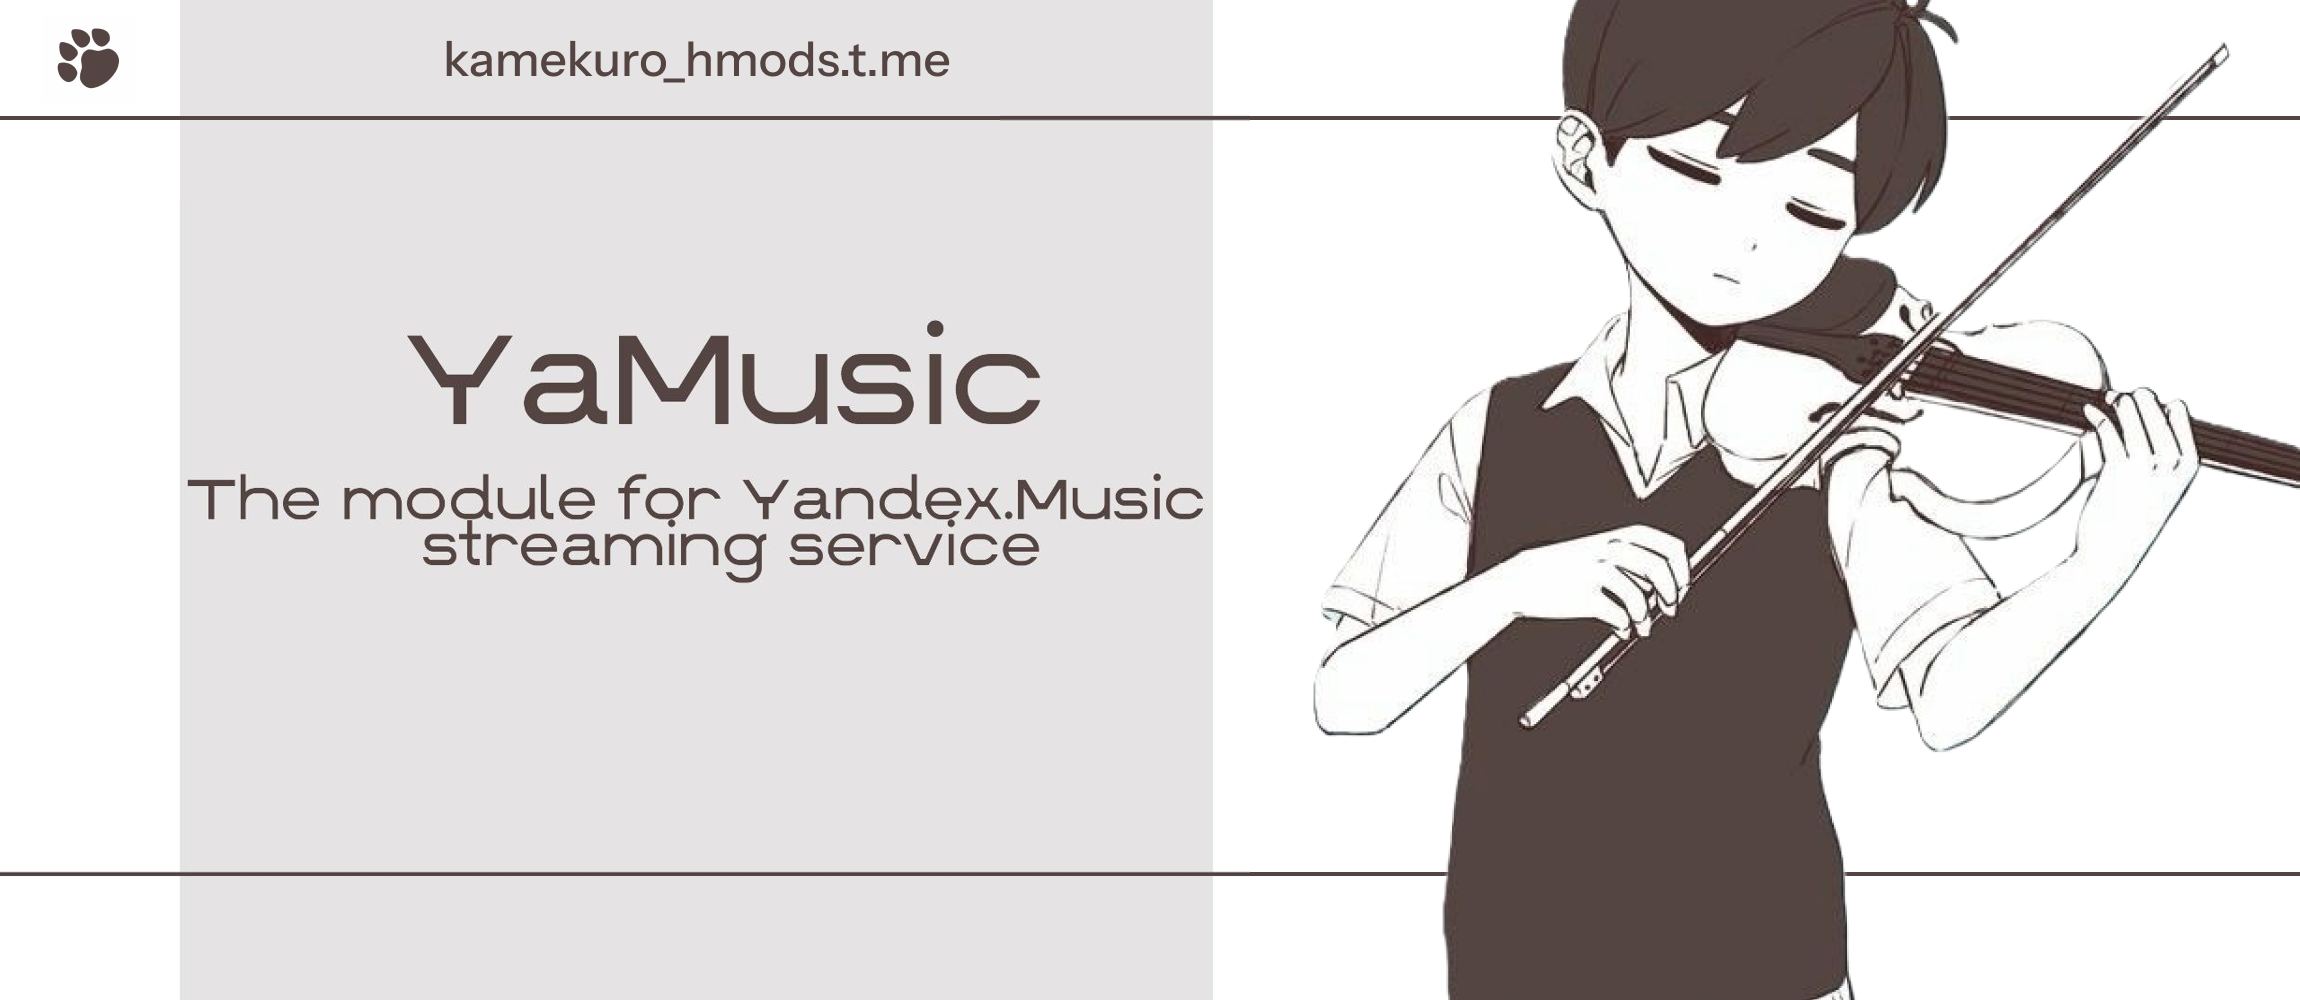 kamekuro_hmods.t.me
YaMusic
The module for Yandex.Music
streaming service